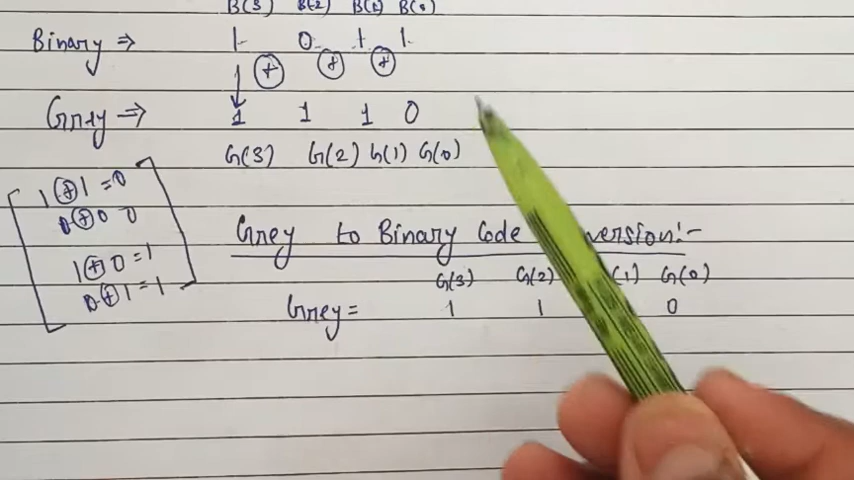 B(3) B(2) B(1) B(0)
Binary ⇒ 1 0 1 1
⊕ ⊕ ⊕
Grey ⇒ 1 1 1 0
G(3) G(2) G(1) G(0)
1 ⊕ 1 = 0
0 ⊕ 0 0
1 ⊕ 0 = 1
0 ⊕ 1 = 1
Grey to Binary Code version:-
G(3) G(2) (1) G(0)
Grey = 1 1 0